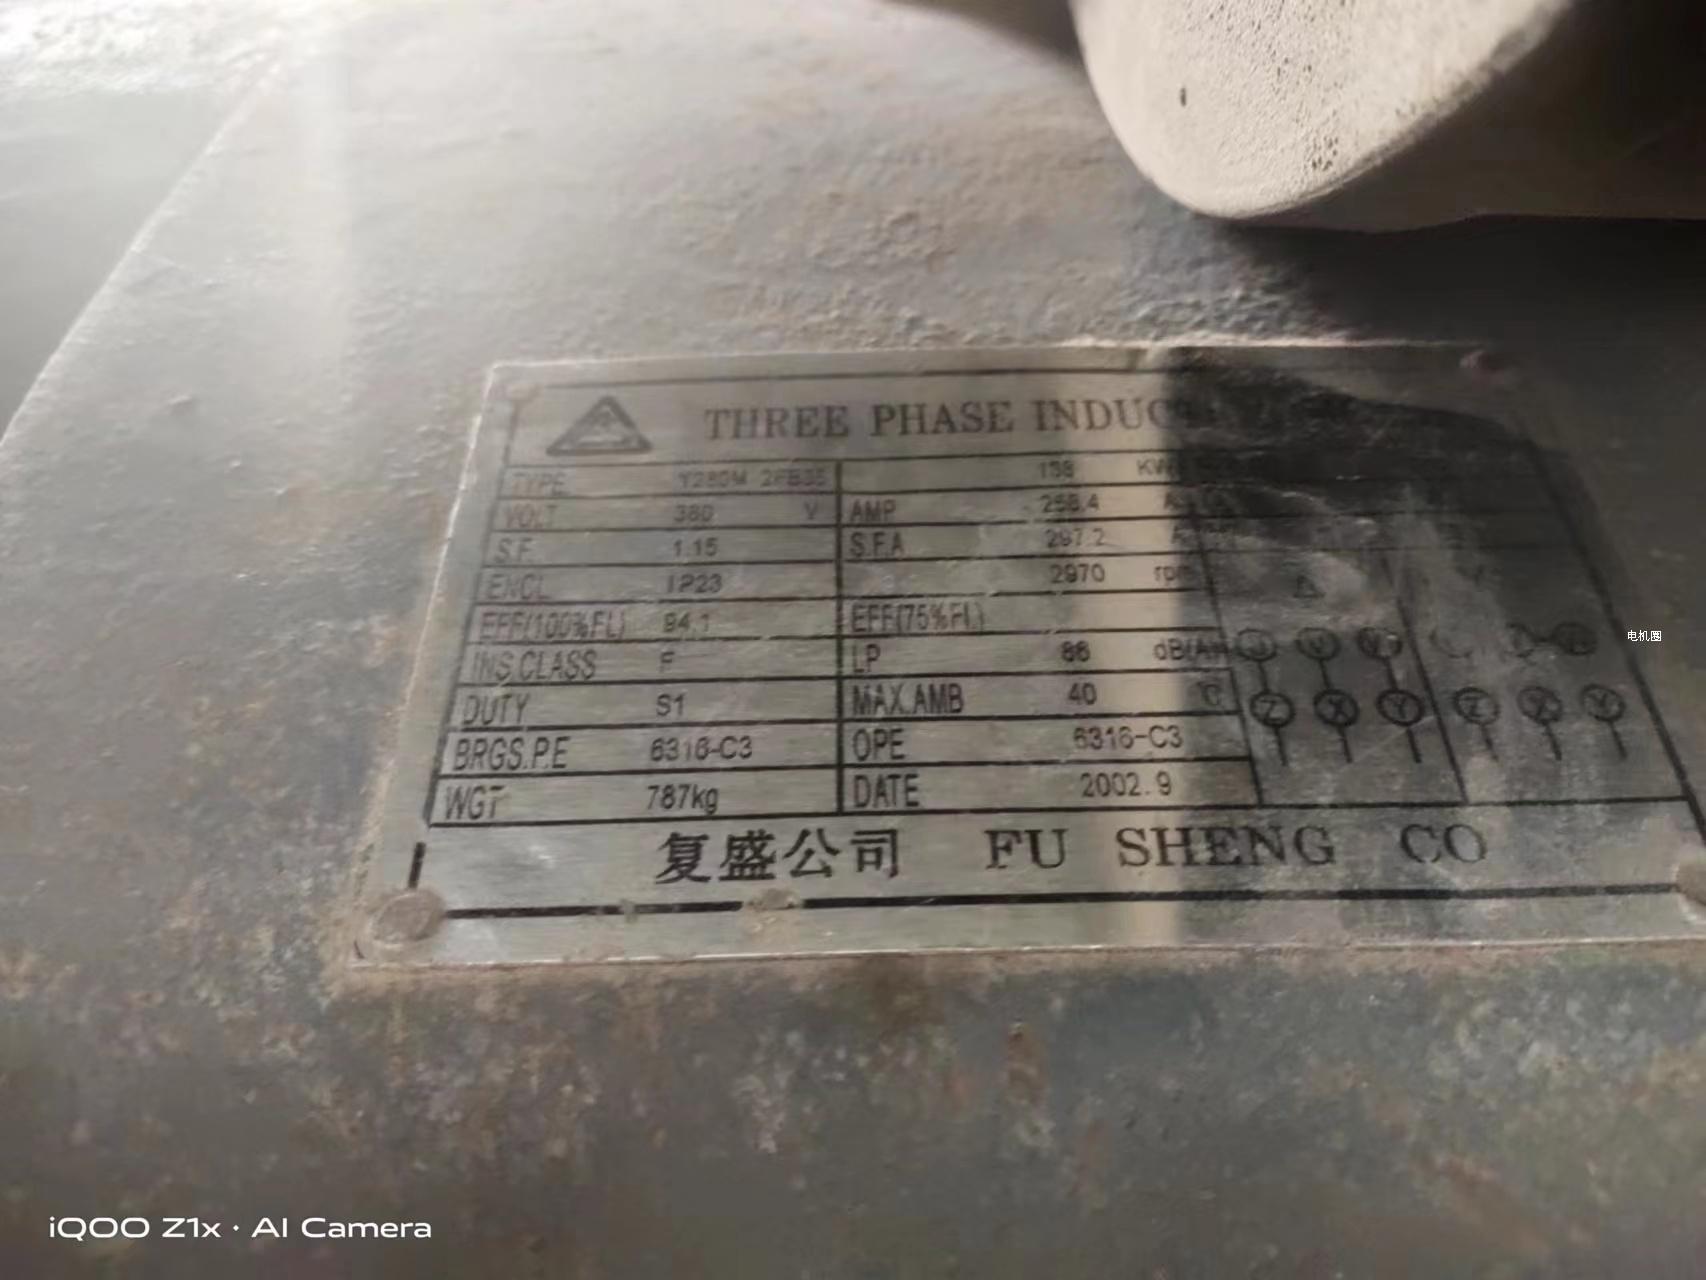 THREE PHASE INDUC
TYPE KW
VOLT 380 V AMP 258.4 A
S.F. 1.15 S.F.A 297.2 A
ENCL IP23 2970 rpm
EFF(100%FL) 94.1 EFF(75%FL)
INS.CLASS F LP 88 dB(A)
DUTY S1 MAX.AMB 40 ℃
BRGS.P.E 6316-C3 OPE 6316-C3
WGT 787kg DATE 2002.9
Z X Y Z X Y
复盛公司 FU SHENG CO
电机圈
iQOO Z1x · AI Camera